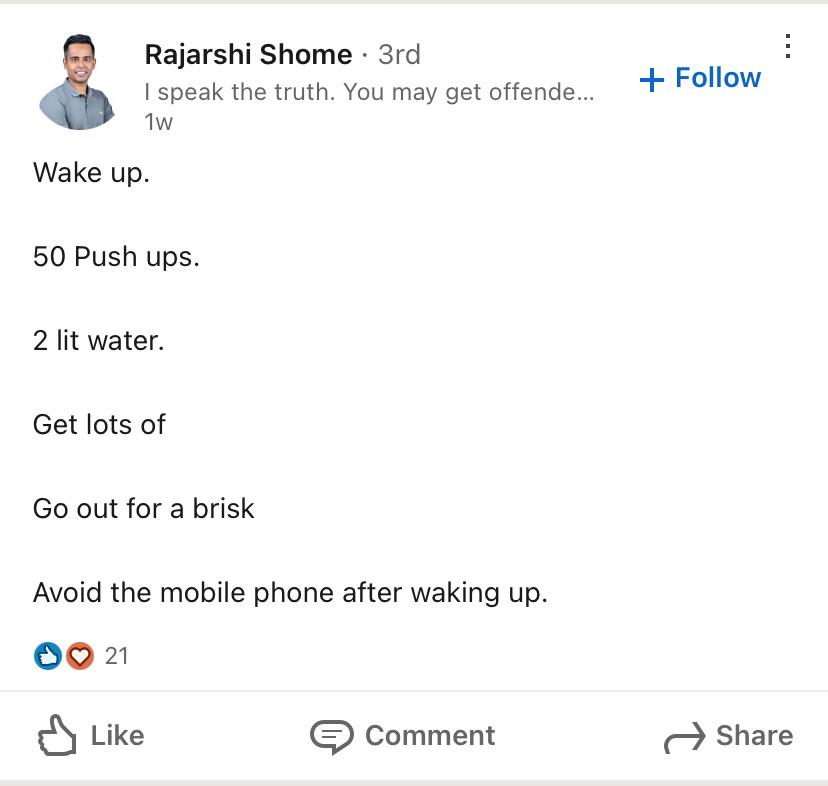 Rajarshi Shome · 3rd
I speak the truth. You may get offende...
1w
+ Follow
Wake up.
50 Push ups.
2 lit water.
Get lots of
Go out for a brisk
Avoid the mobile phone after waking up.
21
Like
Comment
Share